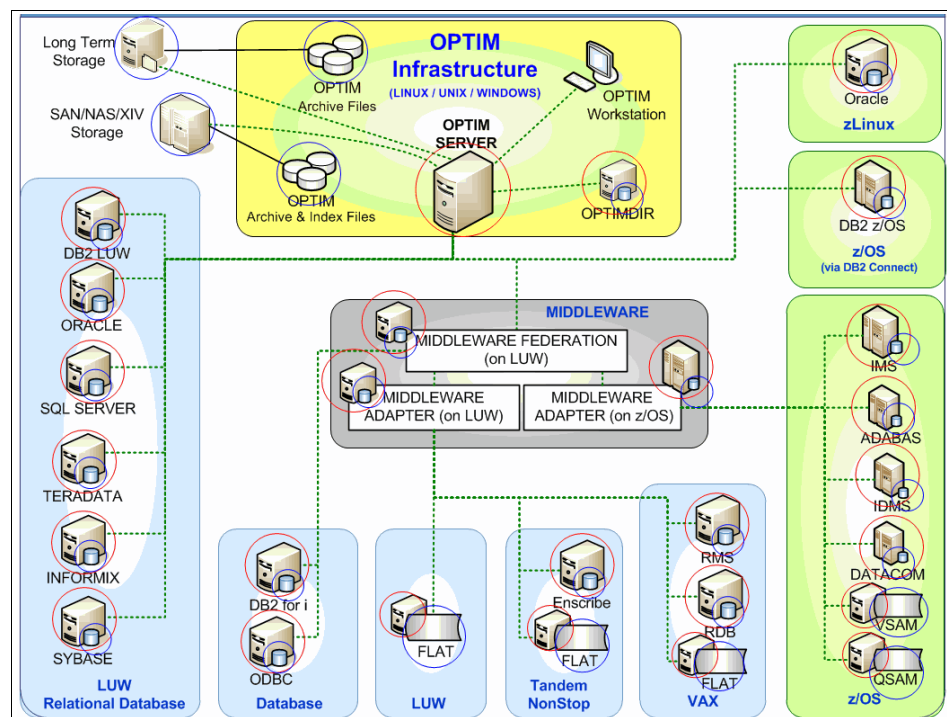 Long Term
Storage
SAN/NAS/XIV
Storage
OPTIM
Infrastructure
(LINUX / UNIX / WINDOWS)
OPTIM
Archive Files
OPTIM
Workstation
OPTIM
SERVER
OPTIM
Archive & Index Files
OPTIMDIR
Oracle
zLinux
DB2 z/OS
z/OS
(via DB2 Connect)
DB2 LUW
ORACLE
SQL SERVER
TERADATA
INFORMIX
SYBASE
LUW
Relational Database
MIDDLEWARE
MIDDLEWARE FEDERATION
(on LUW)
MIDDLEWARE
ADAPTER (on LUW)
MIDDLEWARE
ADAPTER (on z/OS)
IMS
ADABAS
IDMS
DATACOM
VSAM
QSAM
z/OS
DB2 for i
ODBC
Database
FLAT
LUW
Enscribe
FLAT
Tandem
NonStop
RMS
RDB
FLAT
VAX